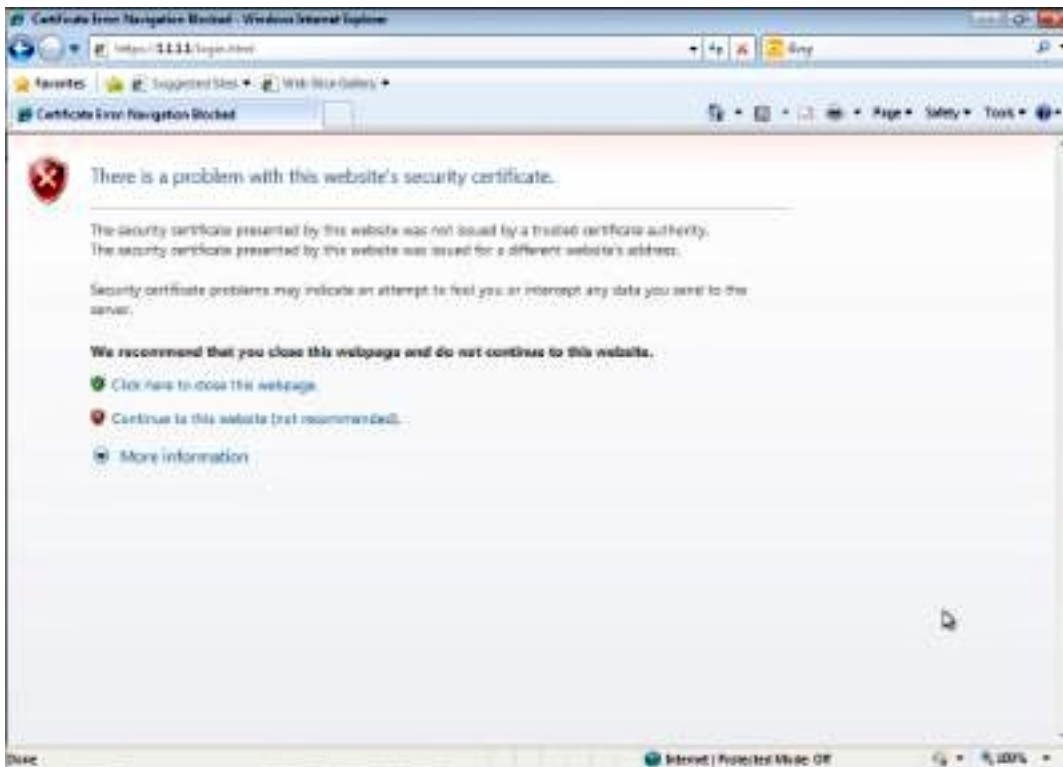 Certificate Error: Navigation Blocked - Windows Internet Explorer
https://1.1.1.1/login.html
Bing
Favorites Suggested Sites Web Slice Gallery
Certificate Error: Navigation Blocked
Page Safety Tools
There is a problem with this website's security certificate.
The security certificate presented by this website was not issued by a trusted certificate authority.
The security certificate presented by this website was issued for a different website's address.
Security certificate problems may indicate an attempt to fool you or intercept any data you send to the
server.
We recommend that you close this webpage and do not continue to this website.
Click here to close this webpage.
Continue to this website (not recommended).
More information
Done
Internet | Protected Mode: Off
100%